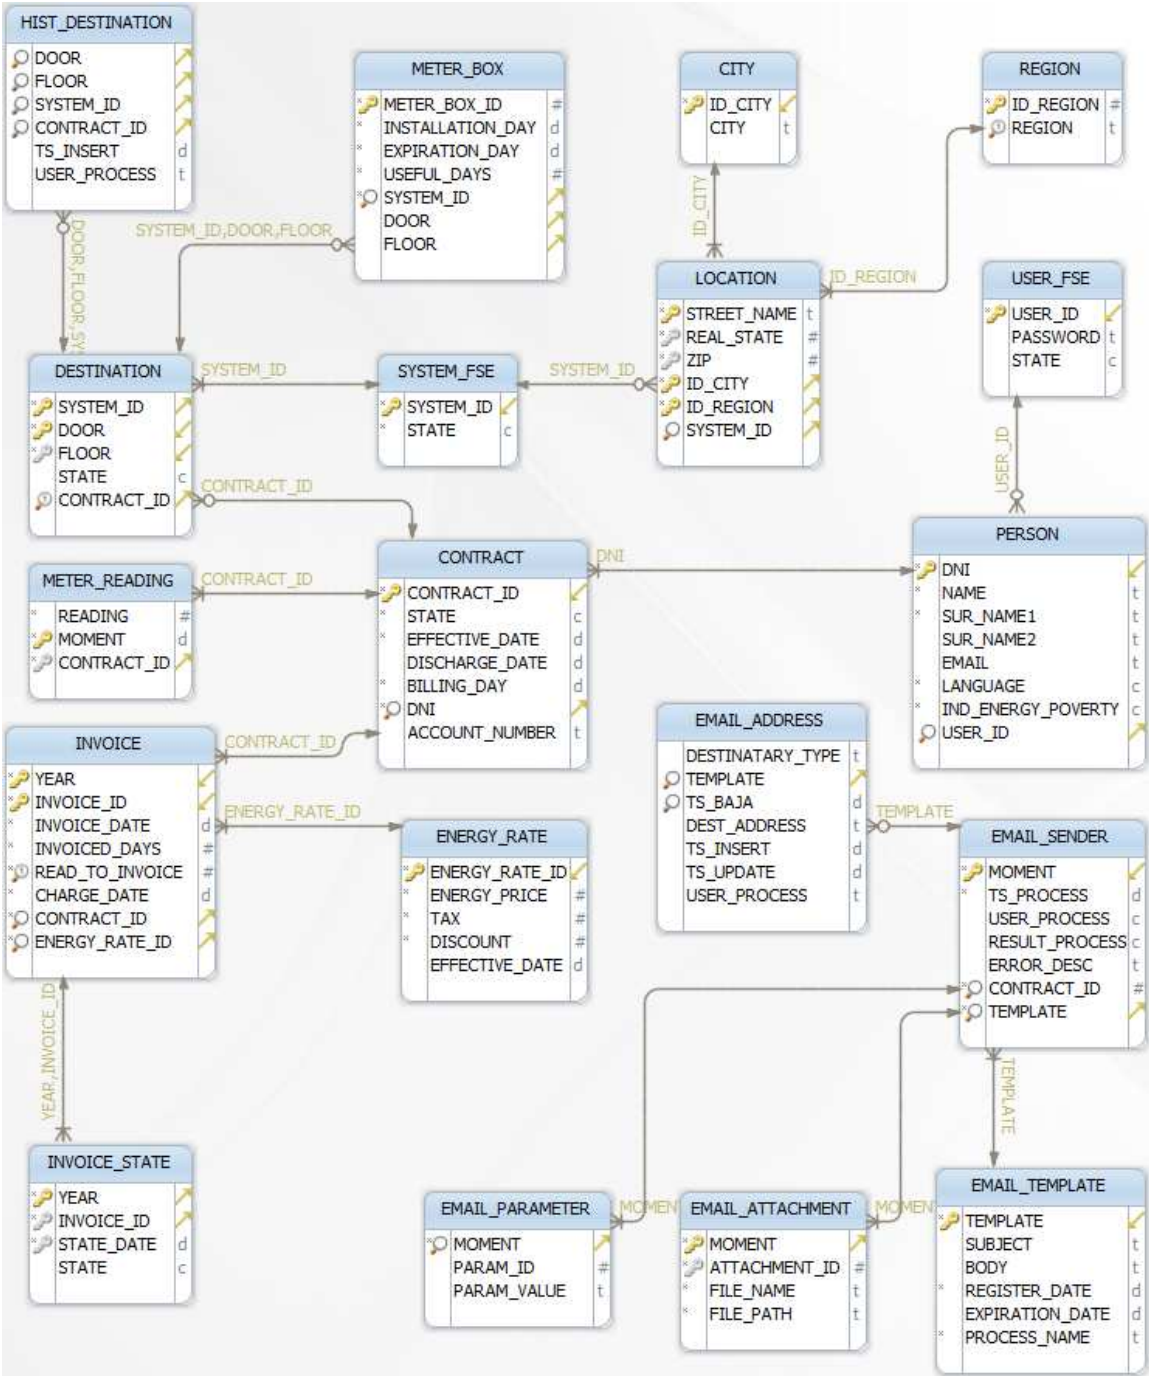 HIST_DESTINATION
DOOR
FLOOR
SYSTEM_ID
CONTRACT_ID
TS_INSERT d
USER_PROCESS t
METER_BOX
METER_BOX_ID #
INSTALLATION_DAY d
EXPIRATION_DAY d
USEFUL_DAYS #
SYSTEM_ID
DOOR
FLOOR
CITY
ID_CITY
CITY t
REGION
ID_REGION #
REGION t
DOOR,FLOOR,SYS
SYSTEM_ID,DOOR,FLOOR
ID_CITY
ID_REGION
LOCATION
STREET_NAME t
REAL_STATE #
ZIP #
ID_CITY
ID_REGION
SYSTEM_ID
USER_FSE
USER_ID
PASSWORD t
STATE c
DESTINATION
SYSTEM_ID
DOOR
FLOOR
STATE c
CONTRACT_ID
SYSTEM_ID
SYSTEM_FSE
SYSTEM_ID
STATE c
SYSTEM_ID
USER_ID
CONTRACT_ID
CONTRACT
CONTRACT_ID
STATE c
EFFECTIVE_DATE d
DISCHARGE_DATE d
BILLING_DAY d
DNI
ACCOUNT_NUMBER t
DNI
PERSON
DNI
NAME t
SUR_NAME1 t
SUR_NAME2 t
EMAIL t
LANGUAGE c
IND_ENERGY_POVERTY c
USER_ID
METER_READING
READING #
MOMENT d
CONTRACT_ID
CONTRACT_ID
INVOICE
YEAR
INVOICE_ID
INVOICE_DATE d
INVOICED_DAYS #
READ_TO_INVOICE #
CHARGE_DATE d
CONTRACT_ID
ENERGY_RATE_ID
CONTRACT_ID
ENERGY_RATE_ID
ENERGY_RATE
ENERGY_RATE_ID
ENERGY_PRICE #
TAX #
DISCOUNT #
EFFECTIVE_DATE d
EMAIL_ADDRESS
DESTINATARY_TYPE t
TEMPLATE
TS_BAJA d
DEST_ADDRESS t
TS_INSERT d
TS_UPDATE d
USER_PROCESS t
TEMPLATE
EMAIL_SENDER
MOMENT
TS_PROCESS d
USER_PROCESS c
RESULT_PROCESS c
ERROR_DESC t
CONTRACT_ID #
TEMPLATE
YEAR,INVOICE_ID
TEMPLATE
INVOICE_STATE
YEAR
INVOICE_ID
STATE_DATE d
STATE c
EMAIL_PARAMETER
MOMENT
PARAM_ID #
PARAM_VALUE t
MOMEN
EMAIL_ATTACHMENT
MOMENT
ATTACHMENT_ID #
FILE_NAME t
FILE_PATH t
MOMEN
EMAIL_TEMPLATE
TEMPLATE
SUBJECT t
BODY t
REGISTER_DATE d
EXPIRATION_DATE d
PROCESS_NAME t